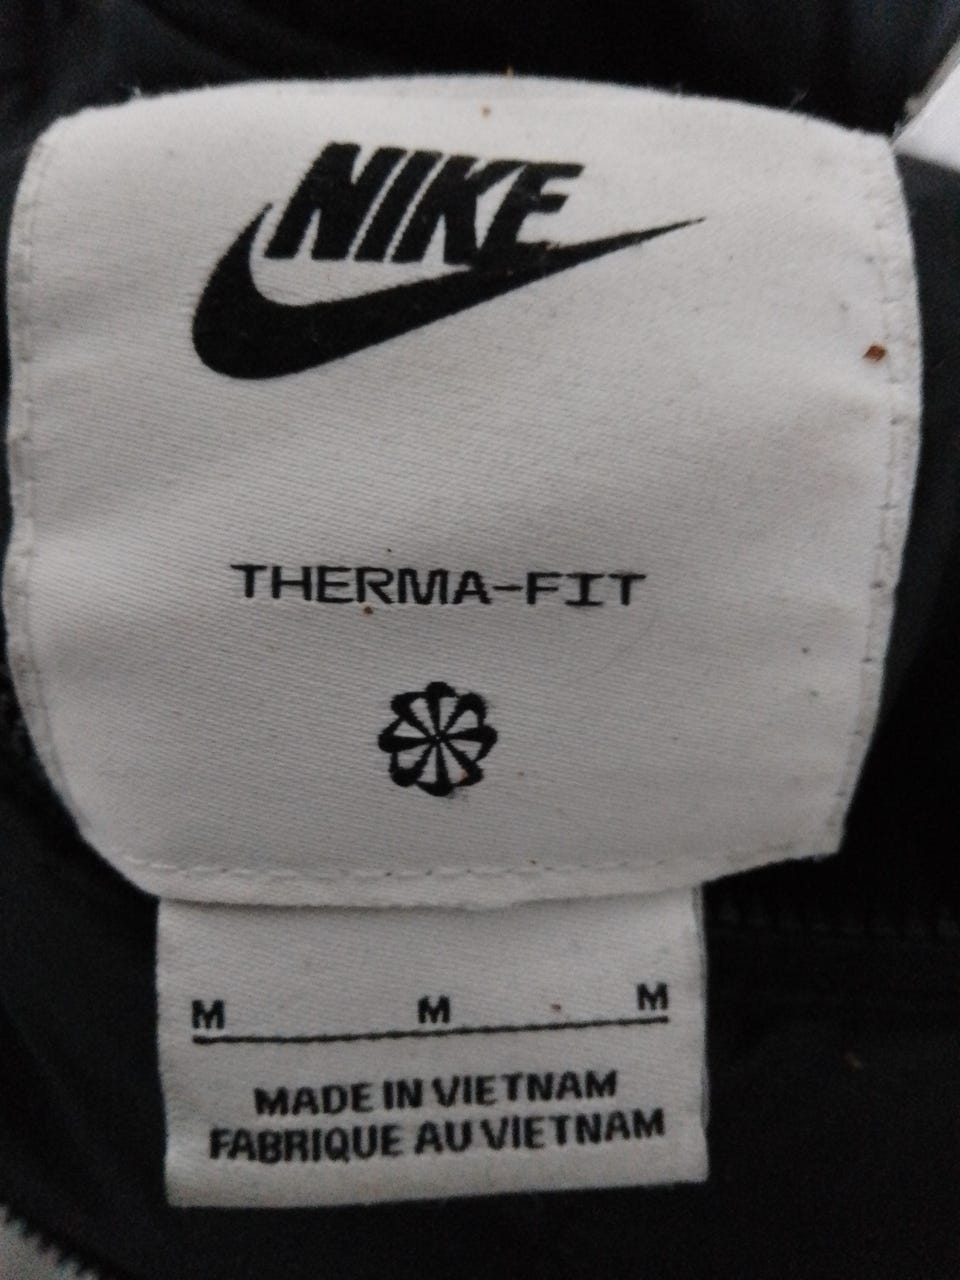 NIKE
THERMA-FIT
M M M
MADE IN VIETNAM
FABRIQUE AU VIETNAM